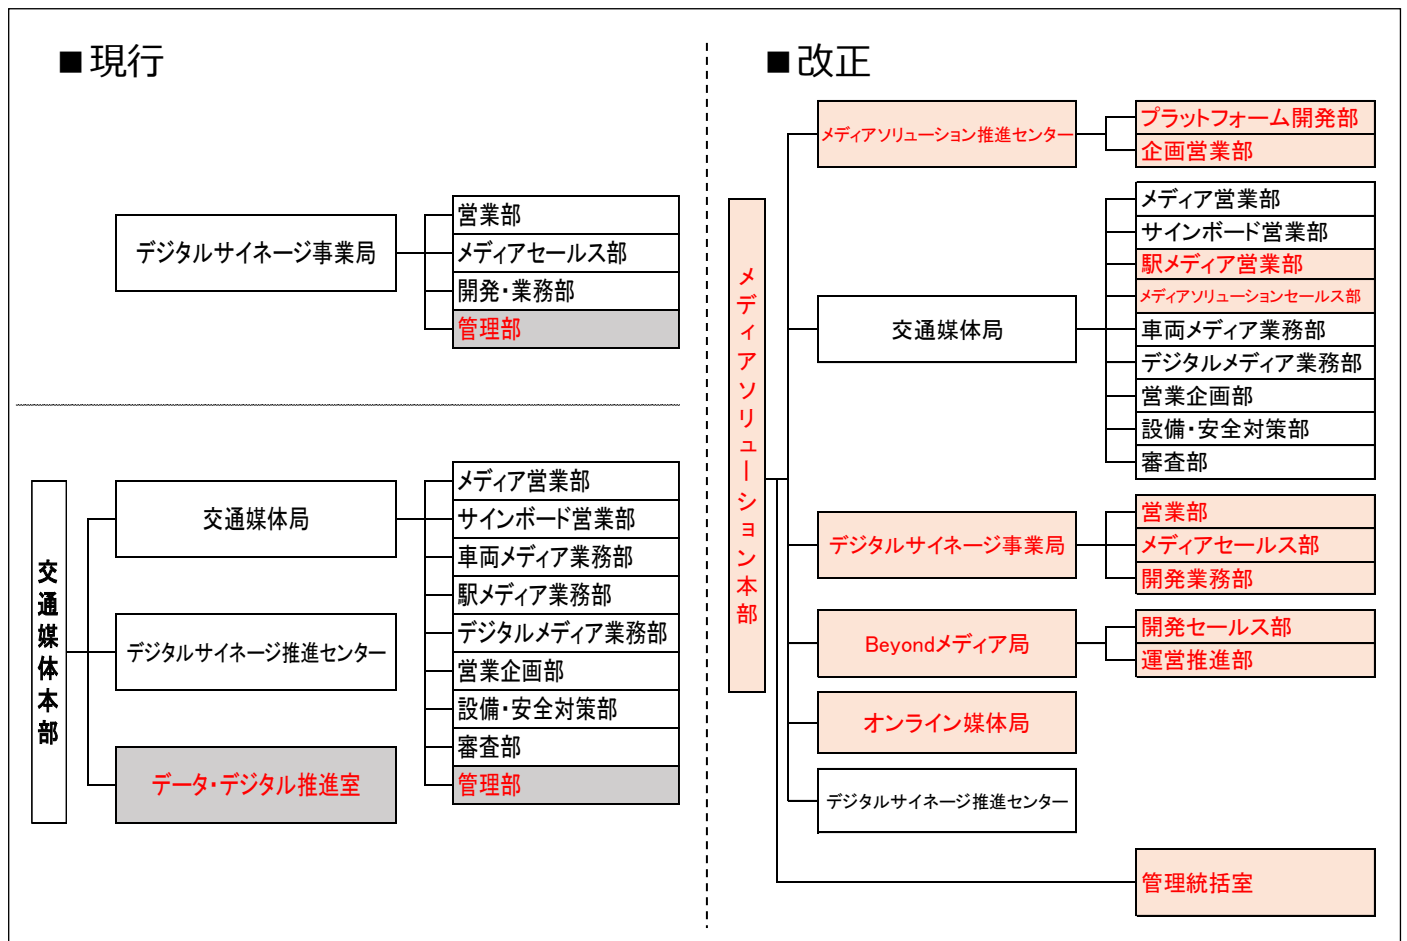 ■現行
デジタルサイネージ事業局
営業部
メディアセールス部
開発・業務部
管理部
交通媒体本部
交通媒体局
デジタルサイネージ推進センター
データ・デジタル推進室
メディア営業部
サインボード営業部
車両メディア業務部
駅メディア業務部
デジタルメディア業務部
営業企画部
設備・安全対策部
審査部
管理部
■改正
メディアソリューション本部
メディアソリューション推進センター
プラットフォーム開発部
企画営業部
交通媒体局
メディア営業部
サインボード営業部
駅メディア営業部
メディアソリューションセールス部
車両メディア業務部
デジタルメディア業務部
営業企画部
設備・安全対策部
審査部
デジタルサイネージ事業局
営業部
メディアセールス部
開発業務部
Beyondメディア局
開発セールス部
運営推進部
オンライン媒体局
デジタルサイネージ推進センター
管理統括室